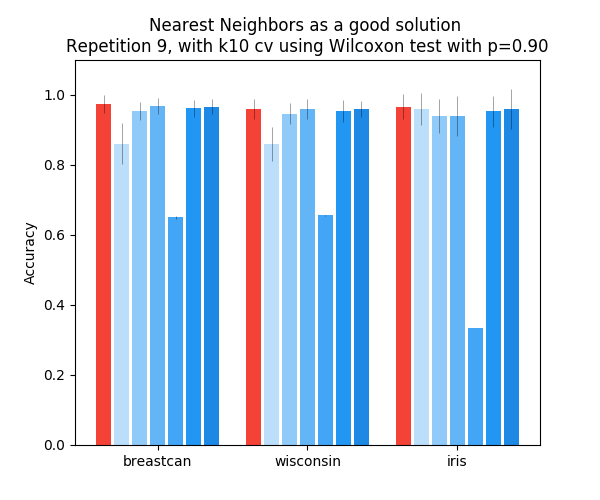 Nearest Neighbors as a good solution
Repetition 9, with k10 cv using Wilcoxon test with p=0.90
1.0
0.8
0.6
0.4
0.2
0.0
Accuracy
breastcan wisconsin iris